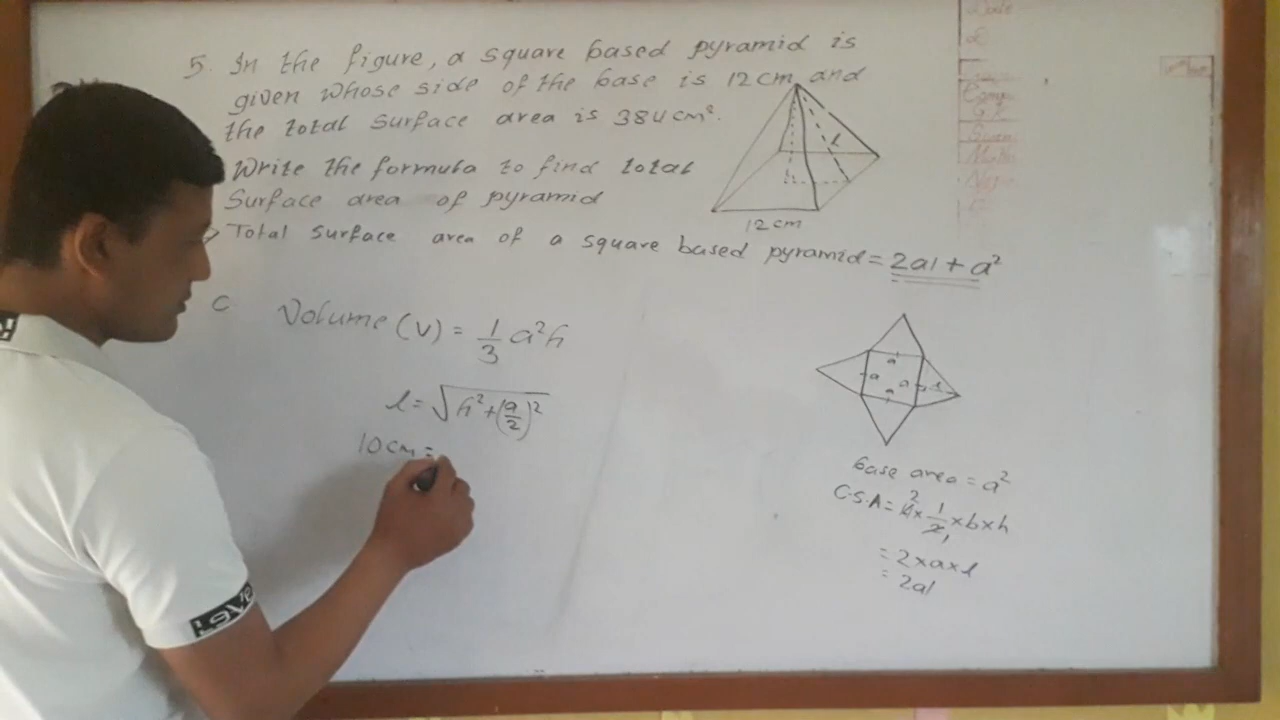 5. In the figure, a square based pyramid is
given whose side of the base is 12 cm and
the total surface area is 384 cm².
Write the formula to find total
Surface area of pyramid
l
12 cm
Total surface area of a square based pyramid = 2al + a²
C Volume (V) = 1/3 a²h
l = √h² + (a/2)²
10 cm =
a
a a l
a
base area = a²
C.S.A = 4² × 1/2₁ × b × h
= 2 × a × l
= 2al